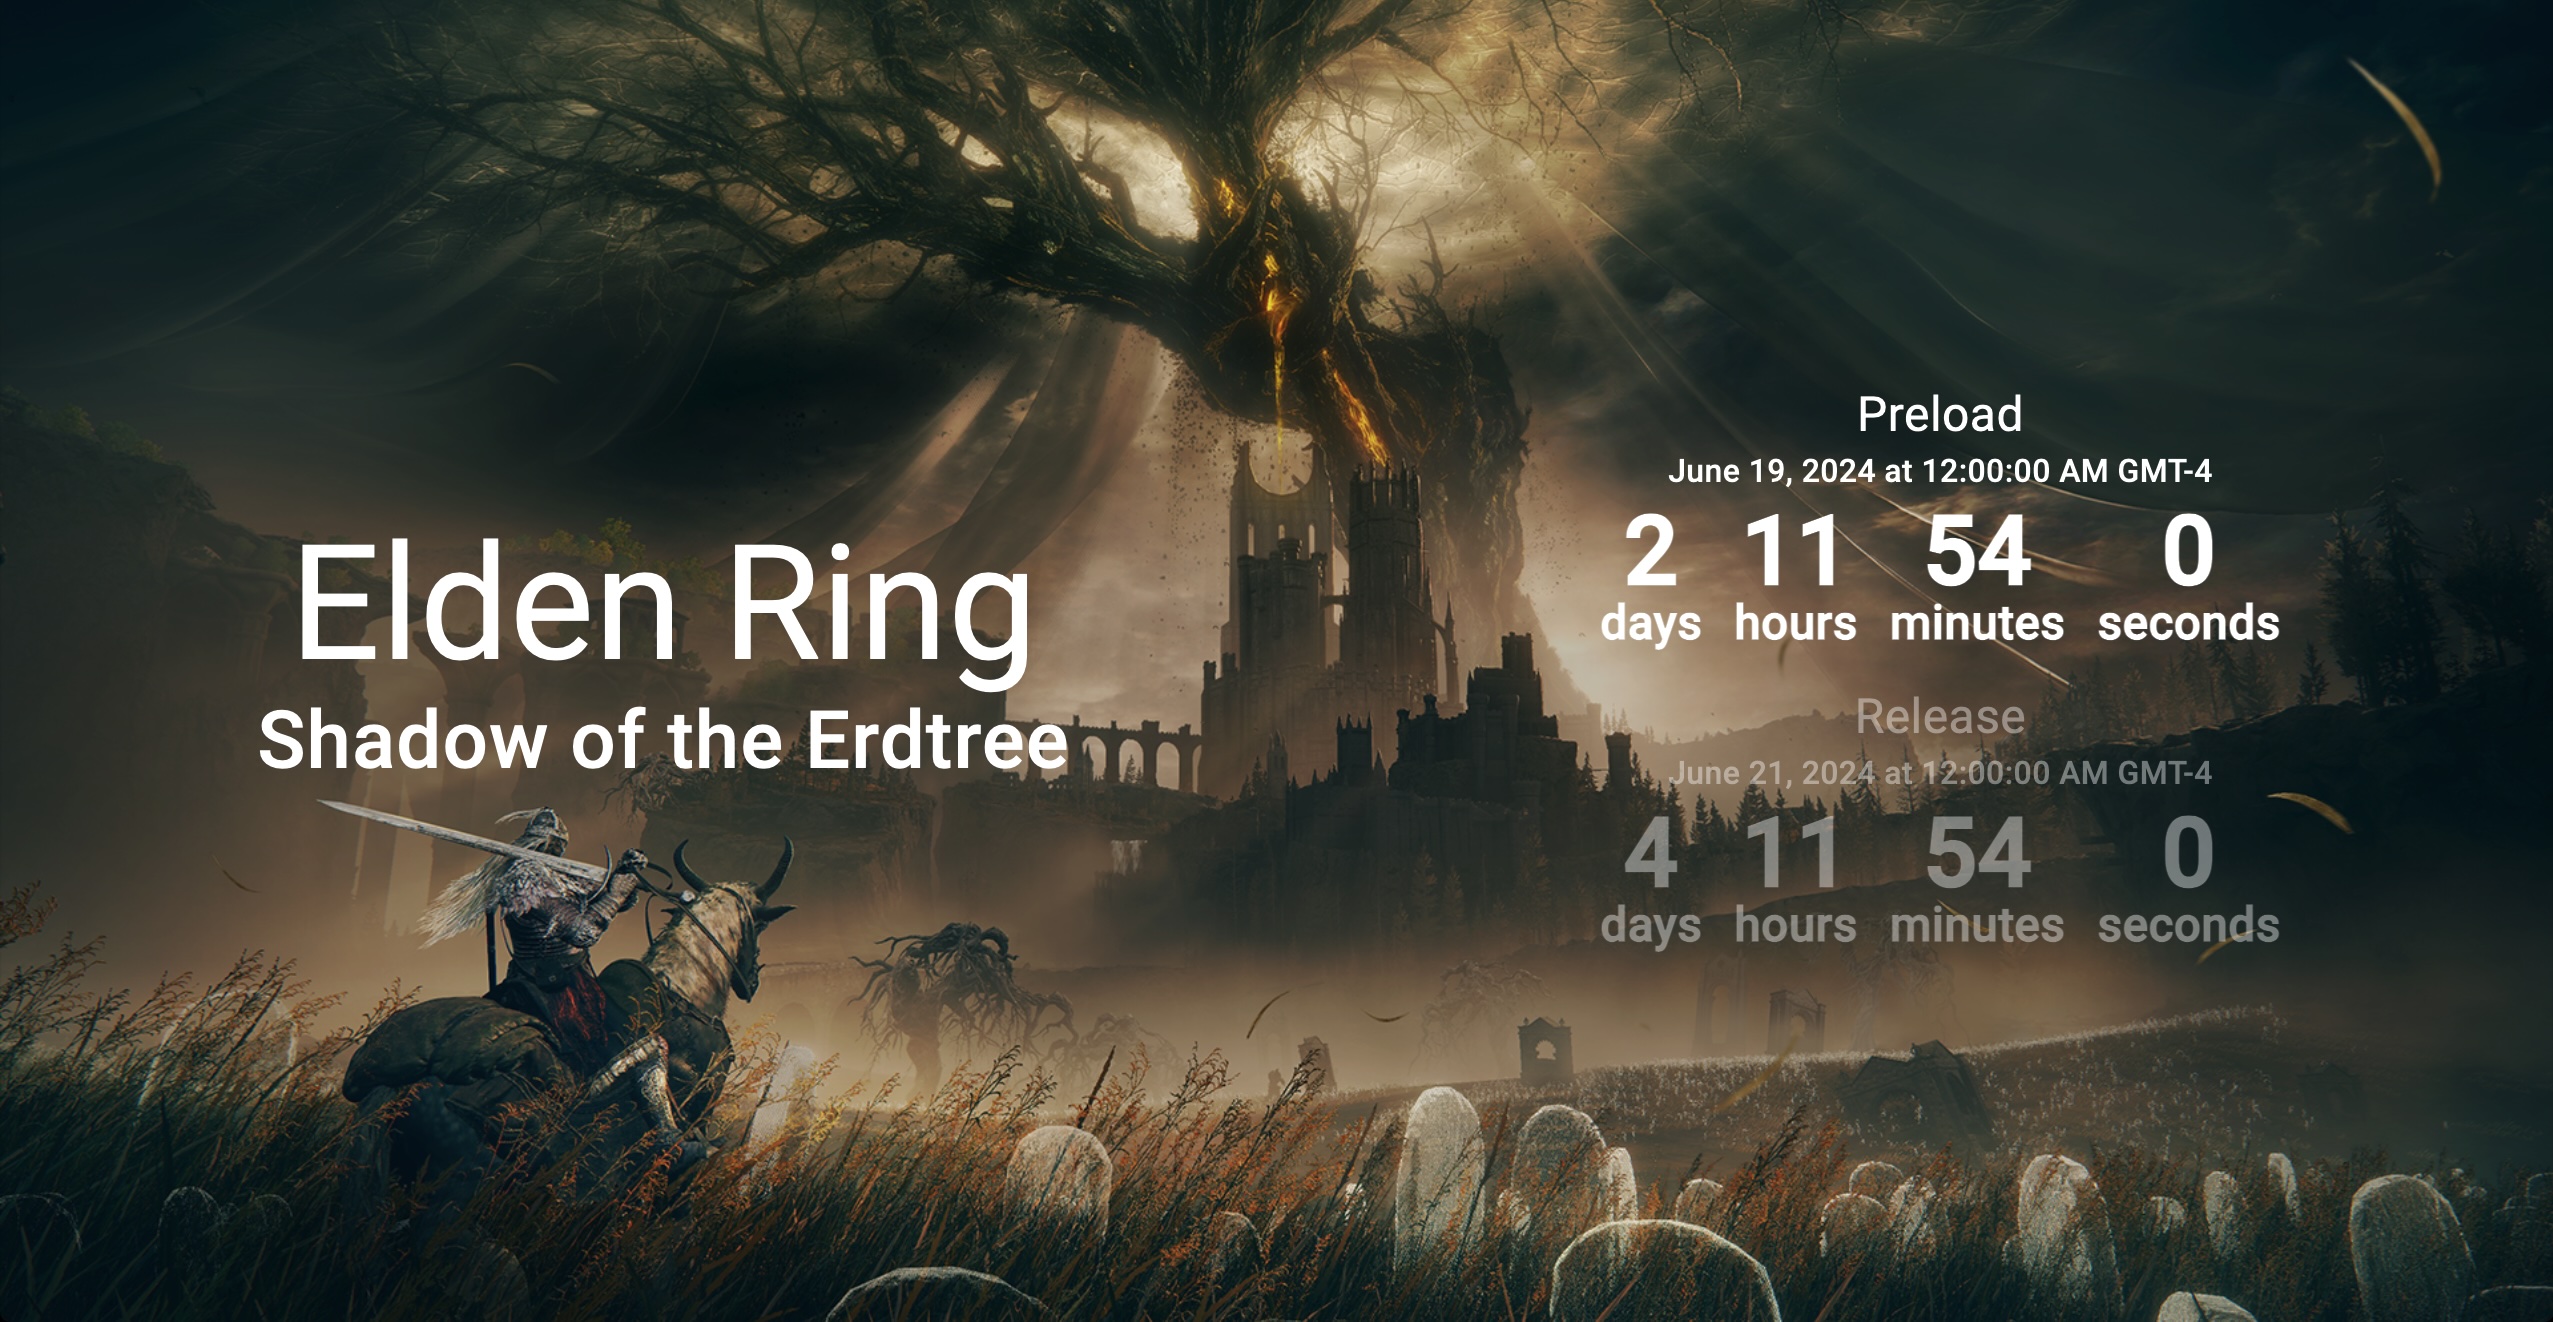 Elden Ring
Shadow of the Erdtree
Preload
June 19, 2024 at 12:00:00 AM GMT-4
2 11 54 0
days hours minutes seconds
Release
June 21, 2024 at 12:00:00 AM GMT-4
4 11 54 0
days hours minutes seconds